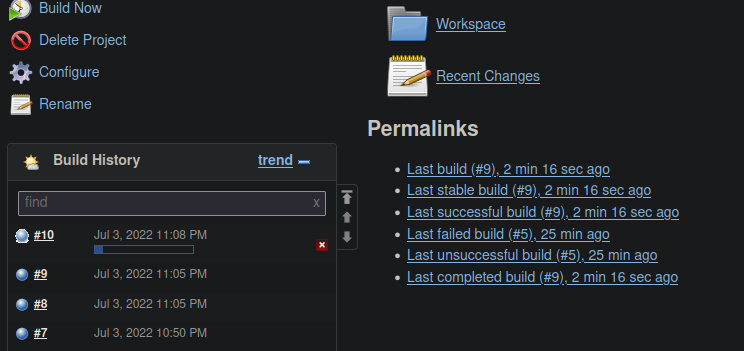 Build Now
Delete Project
Configure
Rename
Build History
trend
find
x
#10
Jul 3, 2022 11:08 PM
#9
Jul 3, 2022 11:05 PM
#8
Jul 3, 2022 11:05 PM
#7
Jul 3, 2022 10:50 PM
Workspace
Recent Changes
Permalinks
Last build (#9), 2 min 16 sec ago
Last stable build (#9), 2 min 16 sec ago
Last successful build (#9), 2 min 16 sec ago
Last failed build (#5), 25 min ago
Last unsuccessful build (#5), 25 min ago
Last completed build (#9), 2 min 16 sec ago